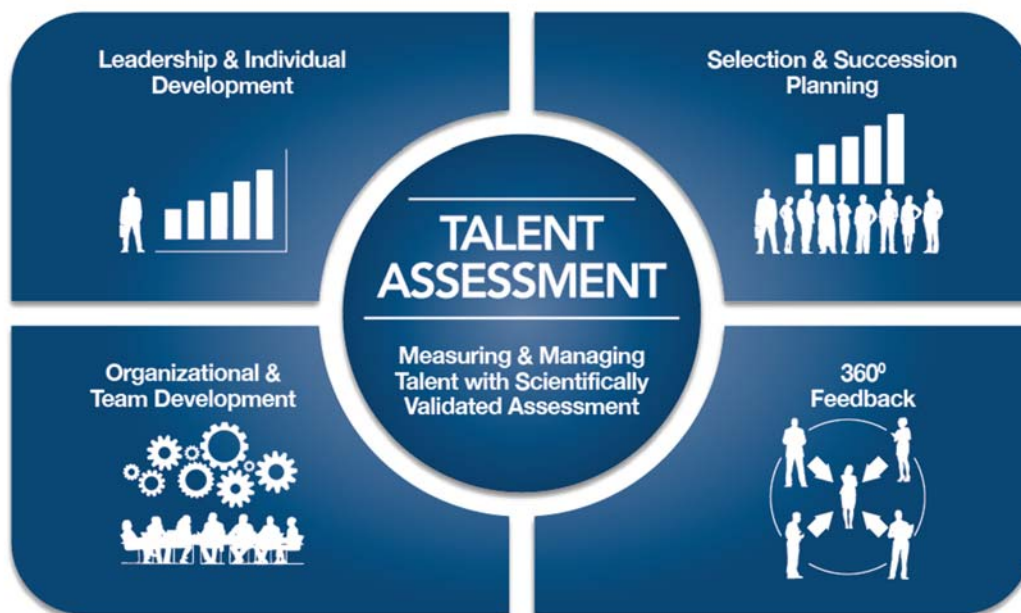 Leadership & Individual
Development
Selection & Succession
Planning
TALENT
ASSESSMENT
Measuring & Managing
Talent with Scientifically
Validated Assessment
Organizational &
Team Development
360⁰
Feedback